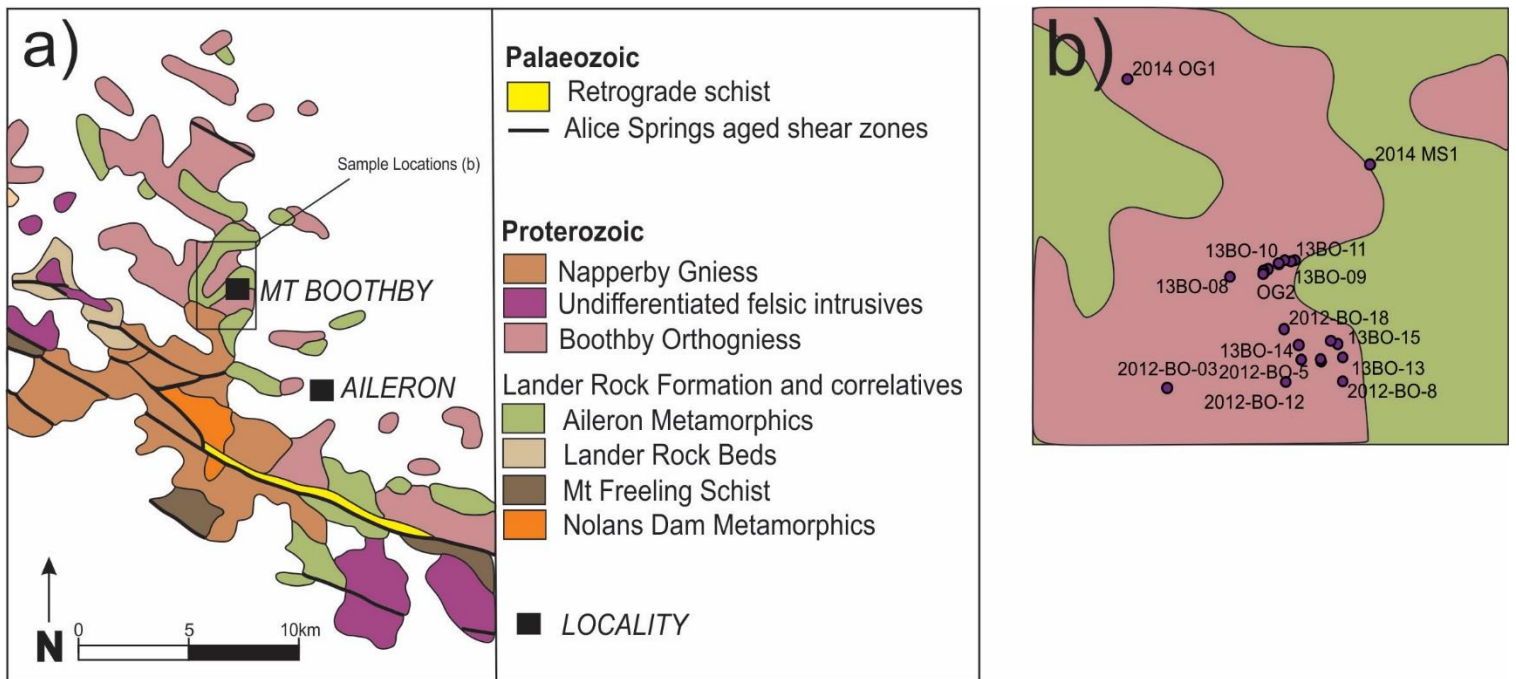 a)
Sample Locations (b)
MT BOOTHBY
AILERON
N
0 5 10km
Palaeozoic
Retrograde schist
Alice Springs aged shear zones
Proterozoic
Napperby Gniess
Undifferentiated felsic intrusives
Boothby Orthogniess
Lander Rock Formation and correlatives
Aileron Metamorphics
Lander Rock Beds
Mt Freeling Schist
Nolans Dam Metamorphics
LOCALITY
b)
2014 OG1
2014 MS1
13BO-10 13BO-11
13BO-08 13BO-09
OG2
2012-BO-18
13BO-14 13BO-15
2012-BO-03 2012-BO-5 13BO-13
2012-BO-12 2012-BO-8